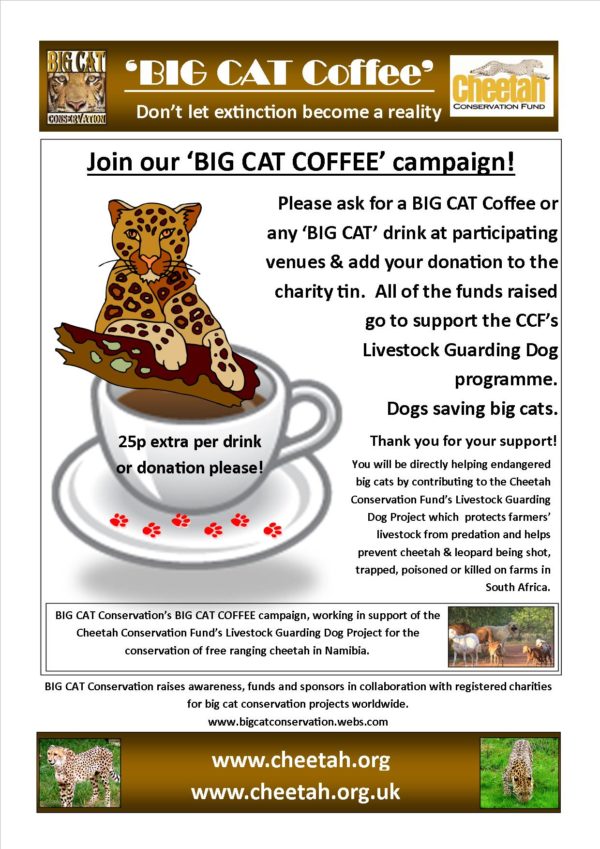 BIG CAT
CONSERVATION
‘BIG CAT Coffee’
Don’t let extinction become a reality
Cheetah
CONSERVATION FUND
Join our ‘BIG CAT COFFEE’ campaign!
Please ask for a BIG CAT Coffee or
any ‘BIG CAT’ drink at participating
venues & add your donation to the
charity tin.  All of the funds raised
go to support the CCF’s
Livestock Guarding Dog
programme.
Dogs saving big cats.
25p extra per drink
or donation please!
Thank you for your support!
You will be directly helping endangered
big cats by contributing to the Cheetah
Conservation Fund’s Livestock Guarding
Dog Project which  protects farmers’
livestock from predation and helps
prevent cheetah & leopard being shot,
trapped, poisoned or killed on farms in
South Africa.
BIG CAT Conservation’s BIG CAT COFFEE campaign, working in support of the
Cheetah Conservation Fund’s Livestock Guarding Dog Project for the
conservation of free ranging cheetah in Namibia.
BIG CAT Conservation raises awareness, funds and sponsors in collaboration with registered charities
for big cat conservation projects worldwide.
www.bigcatconservation.webs.com
www.cheetah.org
www.cheetah.org.uk